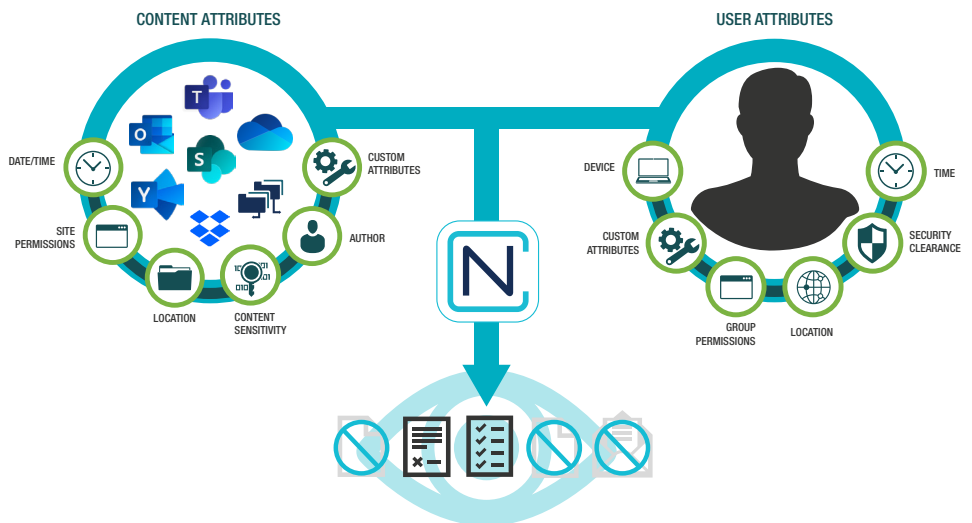 CONTENT ATTRIBUTES
USER ATTRIBUTES
T
O
S
Y
DATE/TIME
CUSTOM
ATTRIBUTES
SITE
PERMISSIONS
AUTHOR
LOCATION
CONTENT
SENSITIVITY
N
DEVICE
TIME
CUSTOM
ATTRIBUTES
SECURITY
CLEARANCE
GROUP
PERMISSIONS
LOCATION